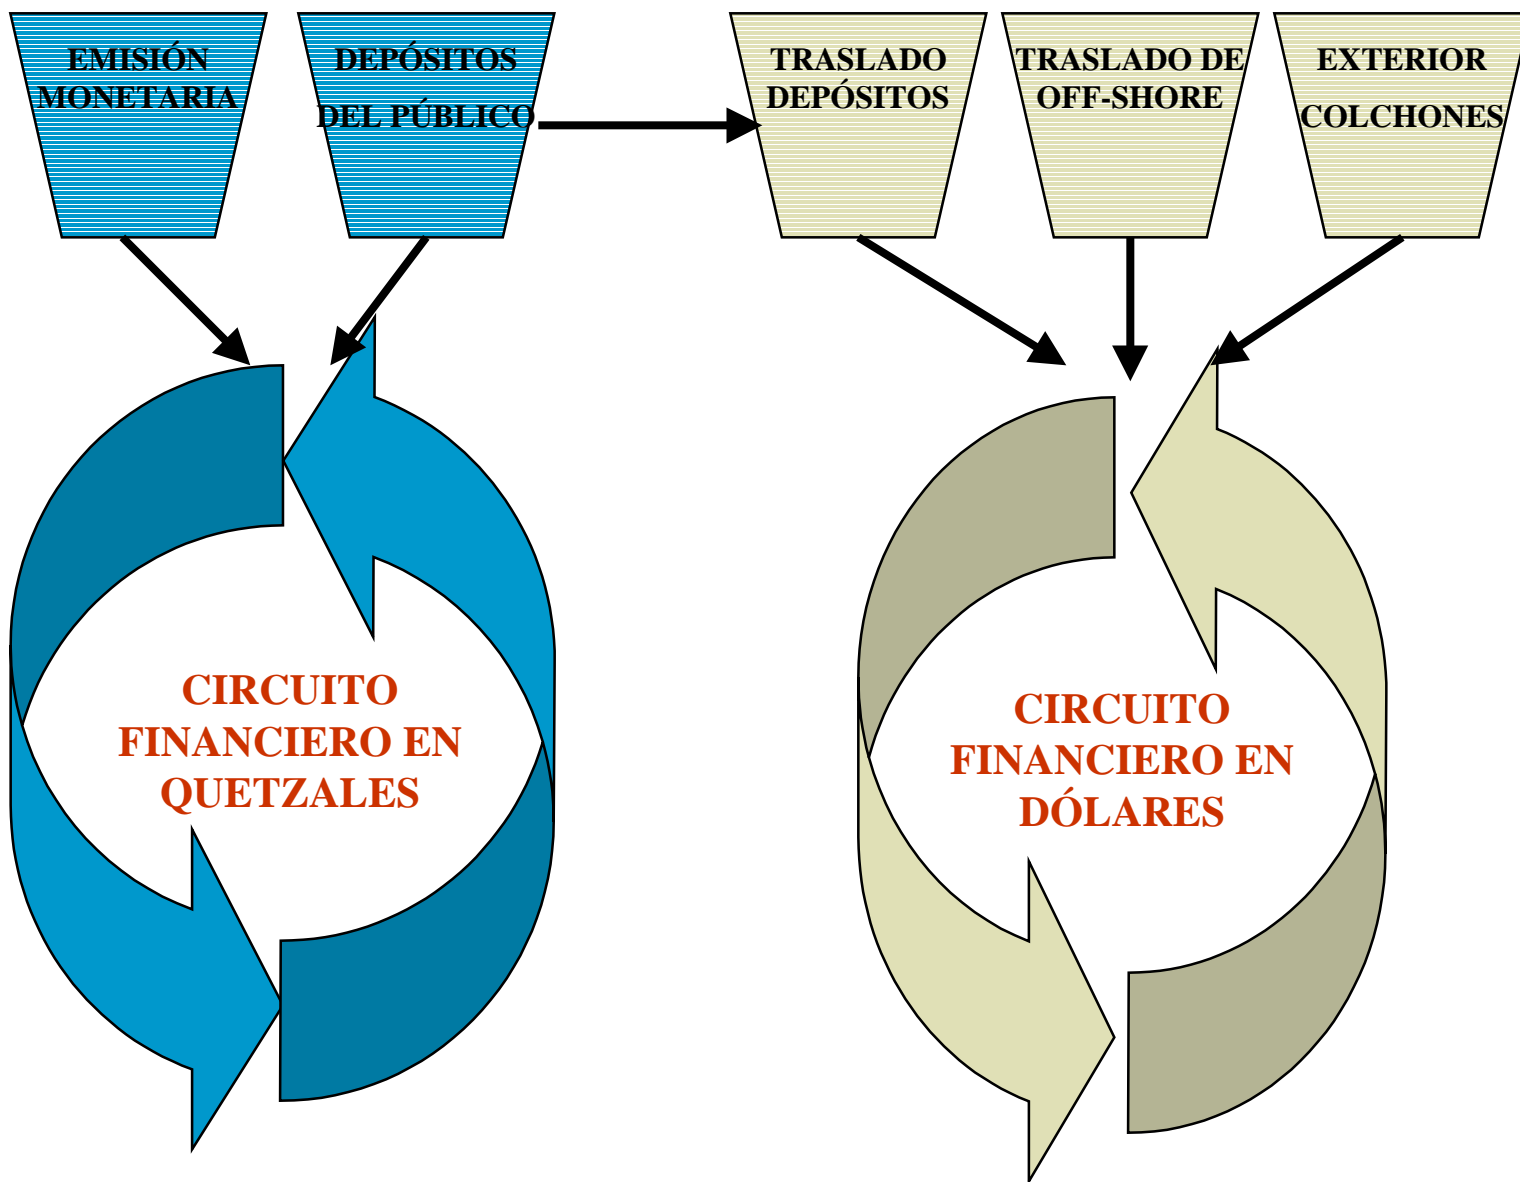 EMISIÓN
MONETARIA
DEPÓSITOS
DEL PÚBLICO
TRASLADO
DEPÓSITOS
TRASLADO DE
OFF-SHORE
EXTERIOR
COLCHONES
CIRCUITO
FINANCIERO EN
QUETZALES
CIRCUITO
FINANCIERO EN
DÓLARES